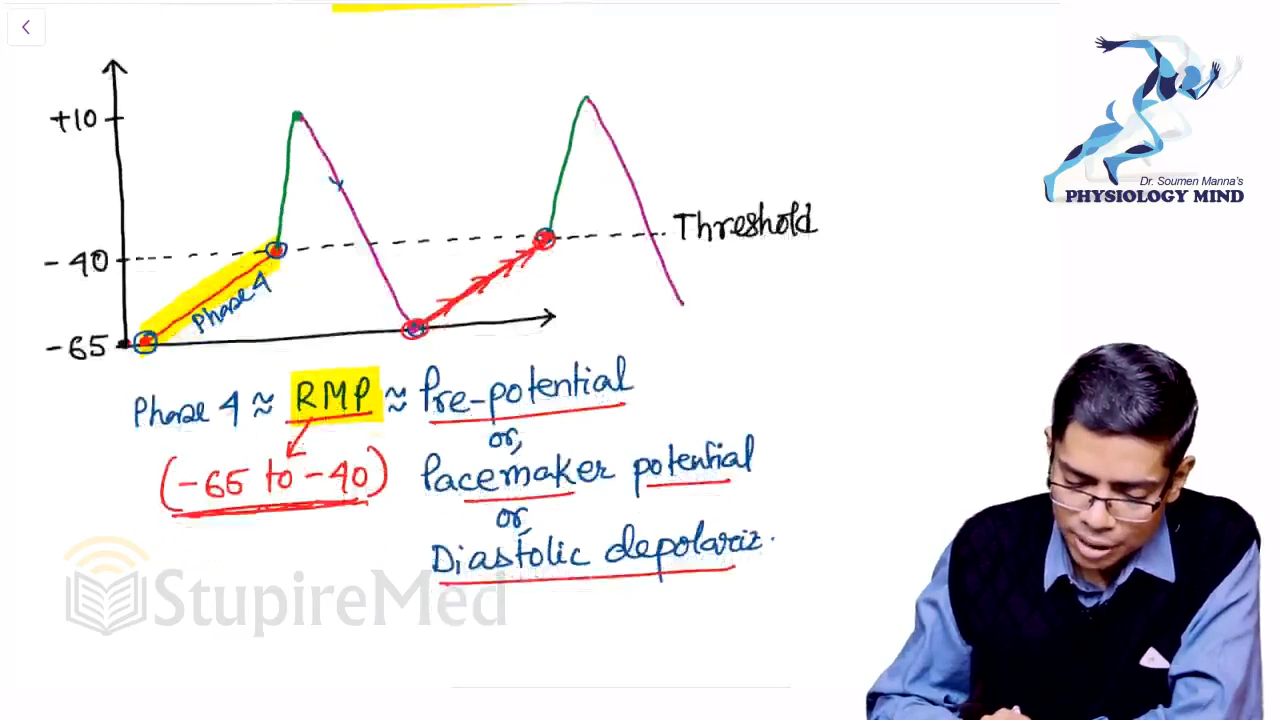 +10
Threshold
-40
Phase 4
-65
Phase 4 ≈ RMP ≈ Pre-potential
or,
(-65 to -40) Pacemaker potential
or,
Diastolic depolariz.
Dr. Soumen Manna's
PHYSIOLOGY MIND
StupireMed